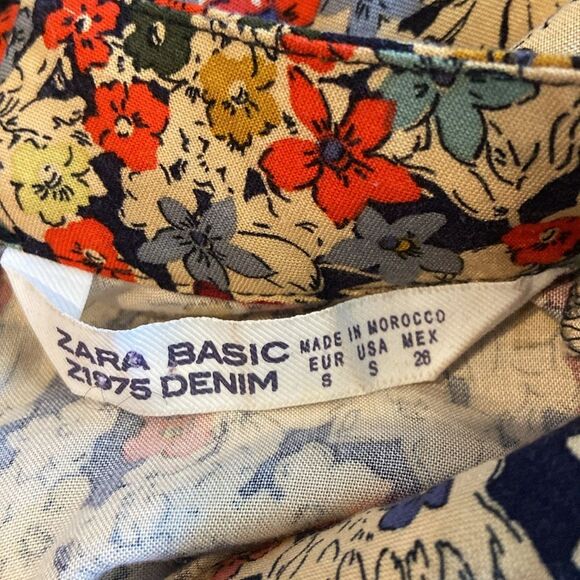 ZARA BASIC
Z1975 DENIM
MADE IN MOROCCO
EUR USA MEX
S S 26